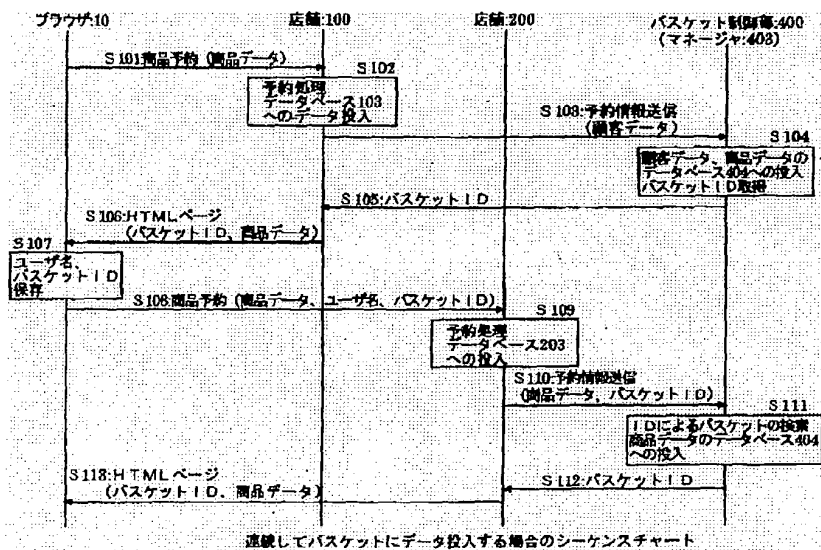 ブラウザ:10
店舗:100
店舗:200
バスケット制御部:400
(マネージャ:403)
S101:商品予約 (商品データ)
S102
予約処理
データベース103
へのデータ投入
S103:予約情報送信
(顧客データ)
S104
顧客データ、商品データの
データベース404への投入
バスケットID取得
S105:バスケットID
S106:HTMLページ
(バスケットID、商品データ)
S107
ユーザ名、
バスケットID
保存
S108:商品予約 (商品データ、ユーザ名、バスケットID)
S109
予約処理
データベース203
への投入
S110:予約情報送信
(商品データ、バスケットID)
S111
IDによるバスケットの検索
商品データのデータベース404
への投入
S112:バスケットID
S113:HTMLページ
(バスケットID、商品データ)
連続してバスケットにデータ投入する場合のシーケンスチャート